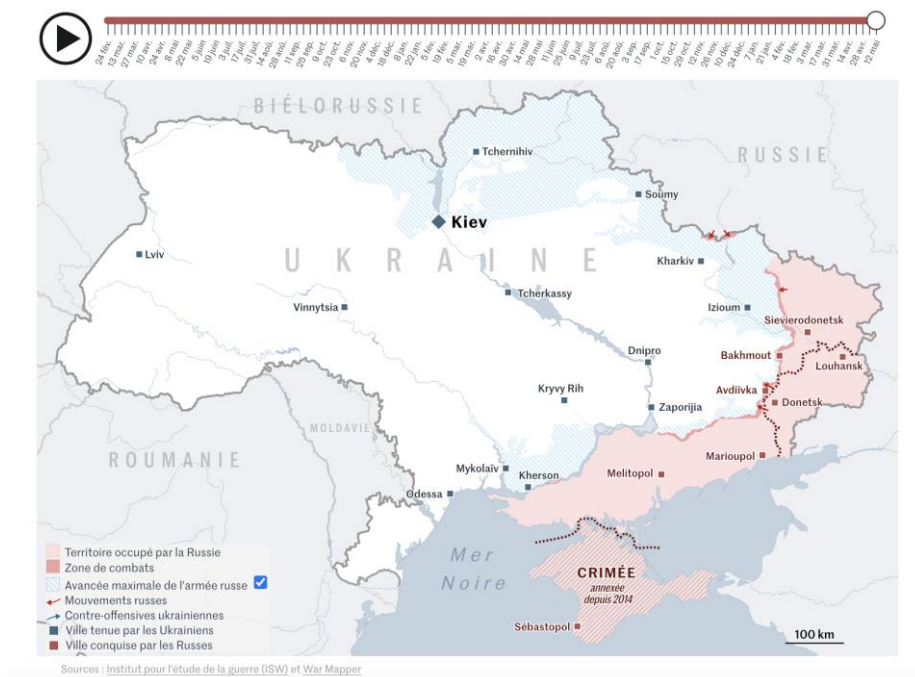 24 fév.
13 mar.
27 mar.
10 avr.
24 avr.
8 mai
22 mai
5 juin
19 juin
3 juil.
17 juil.
31 juil.
14 aoû.
28 aoû.
11 sep.
25 sep.
9 oct.
23 oct.
6 nov.
20 nov.
4 déc.
18 déc.
8 jan.
22 jan.
5 fév.
19 fév.
5 mar.
19 mar.
2 avr.
16 avr.
30 avr.
14 mai
28 mai
11 juin
25 juin
9 juil.
23 juil.
6 aoû.
20 aoû.
3 sep.
17 sep.
1 oct.
15 oct.
29 oct.
12 nov.
26 nov.
10 déc.
24 déc.
7 jan.
21 jan.
4 fév.
18 fév.
3 mar.
17 mar.
31 mar.
14 avr.
28 avr.
12 mai
BIÉLORUSSIE
RUSSIE
Tchernihiv
Soumy
Kiev
Lviv
UKRAINE
Kharkiv
Tcherkassy
Vinnytsia
Izioum
Sievierodonetsk
Dnipro
Bakhmout
Louhansk
Kryvy Rih
Avdiïvka
Donetsk
Zaporijia
MOLDAVIE
ROUMANIE
Marioupol
Mykolaïv
Kherson
Melitopol
Odessa
Mer
Noire
CRIMÉE
annexée
depuis 2014
Sébastopol
100 km
Territoire occupé par la Russie
Zone de combats
Avancée maximale de l'armée russe
Mouvements russes
Contre-offensives ukrainiennes
Ville tenue par les Ukrainiens
Ville conquise par les Russes
Sources : Institut pour l'étude de la guerre (ISW) et War Mapper